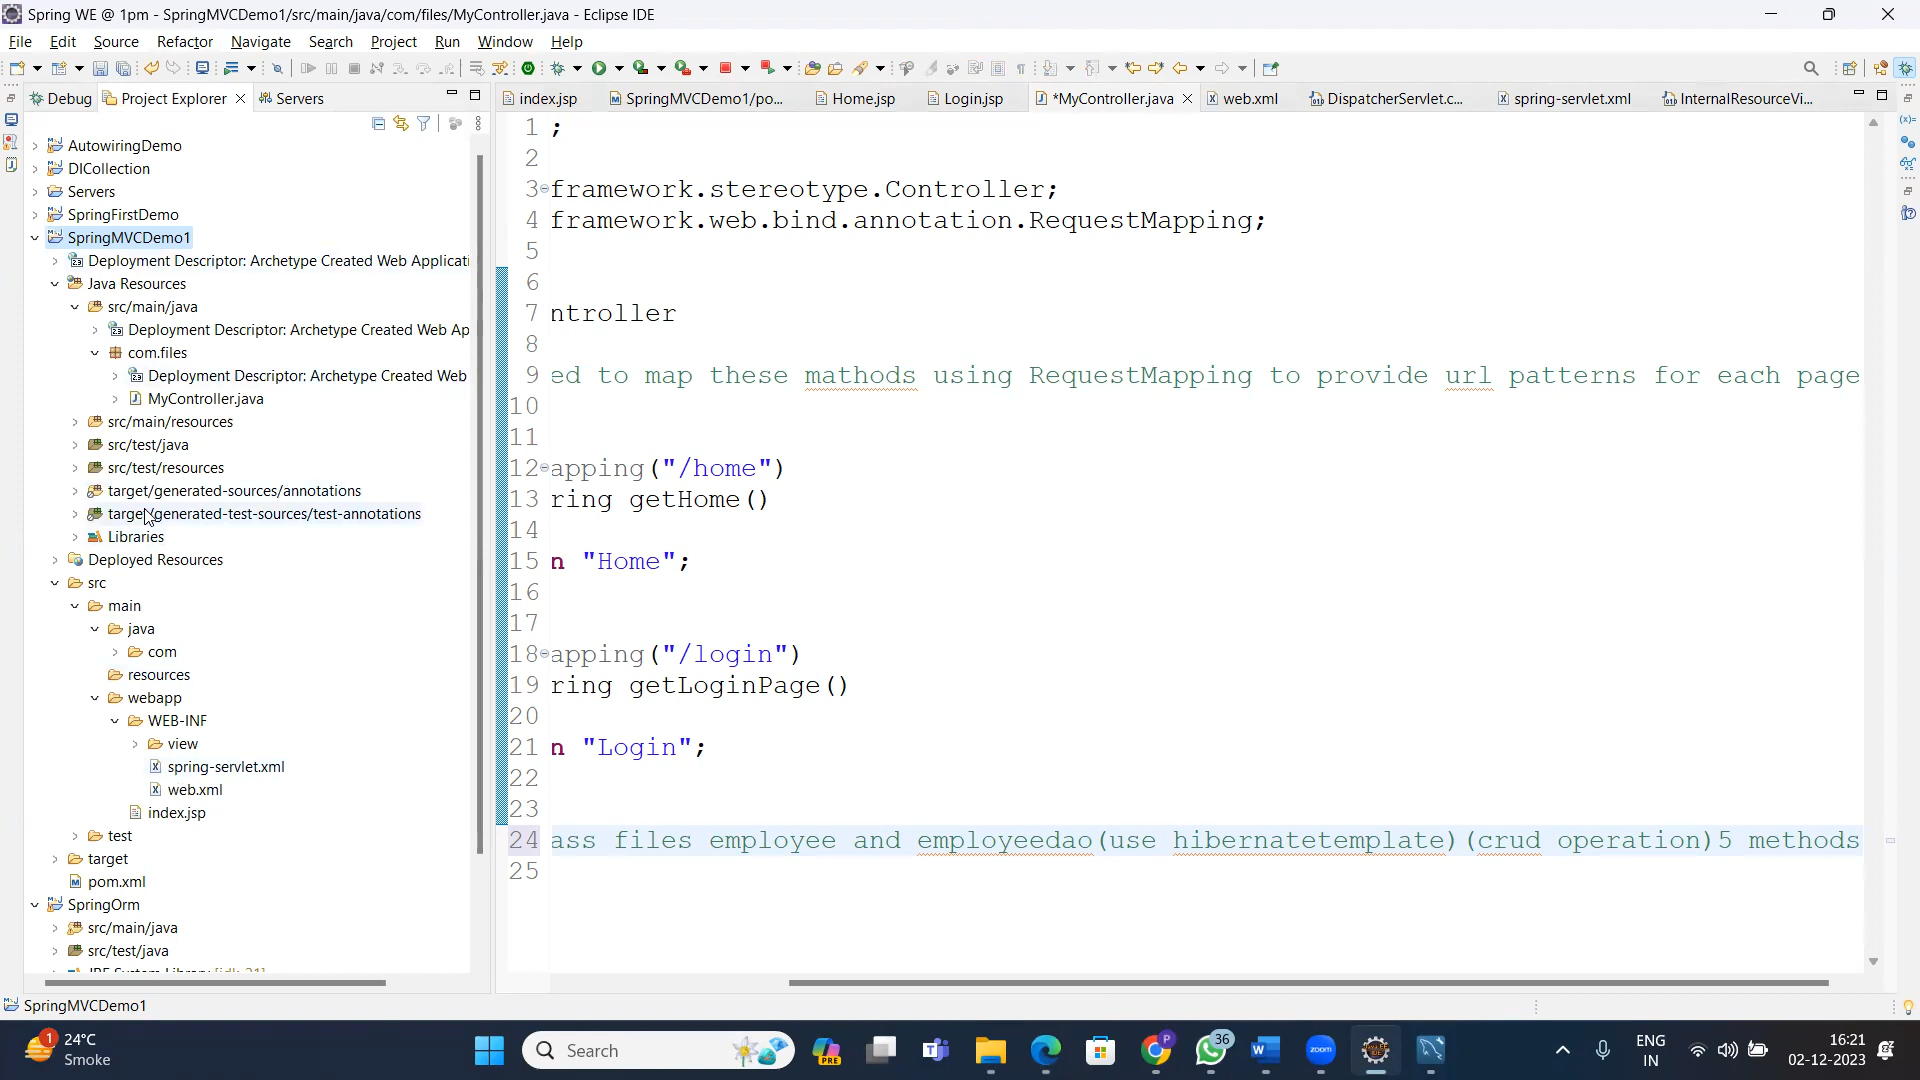 Spring WE @ 1pm - SpringMVCDemo1/src/main/java/com/files/MyController.java - Eclipse IDE
File Edit Source Refactor Navigate Search Project Run Window Help
Debug Project Explorer Servers
index.jsp SpringMVCDemo1/po... Home.jsp Login.jsp *MyController.java web.xml DispatcherServlet.c... spring-servlet.xml InternalResourceVi...
AutowiringDemo
DICollection
Servers
SpringFirstDemo
SpringMVCDemo1
Deployment Descriptor: Archetype Created Web Applicati
Java Resources
src/main/java
Deployment Descriptor: Archetype Created Web Ap
com.files
Deployment Descriptor: Archetype Created Web
MyController.java
src/main/resources
src/test/java
src/test/resources
target/generated-sources/annotations
target/generated-test-sources/test-annotations
Libraries
Deployed Resources
src
main
java
com
resources
webapp
WEB-INF
view
spring-servlet.xml
web.xml
index.jsp
test
target
pom.xml
SpringOrm
src/main/java
src/test/java
1 ;
2
3 framework.stereotype.Controller;
4 framework.web.bind.annotation.RequestMapping;
5
6
7 ntroller
8
9 ed to map these mathods using RequestMapping to provide url patterns for each page
10
11
12 apping("/home")
13 ring getHome()
14
15 n "Home";
16
17
18 apping("/login")
19 ring getLoginPage()
20
21 n "Login";
22
23
24 ass files employee and employeedao(use hibernatetemplate)(crud operation)5 methods
25
SpringMVCDemo1
1
24°C
Smoke
Search
PRE
36
zoom
ENG
IN
16:21
02-12-2023